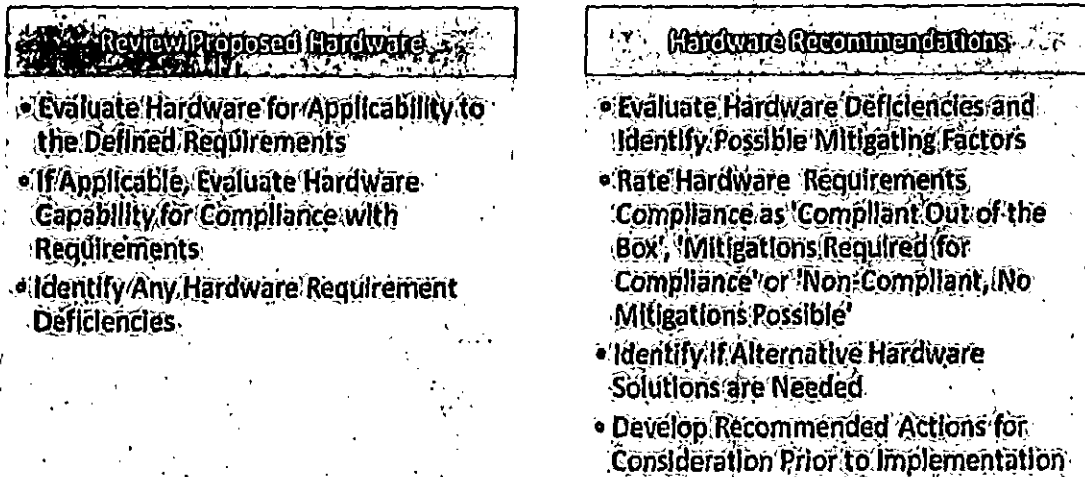 Review Proposed Hardware
• Evaluate Hardware for Applicability to
the Defined Requirements
• If Applicable, Evaluate Hardware
Capability for Compliance with
Requirements
• Identify Any Hardware Requirement
Deficiencies
Hardware Recommendations
• Evaluate Hardware Deficiencies and
Identify Possible Mitigating Factors
• Rate Hardware Requirements
Compliance as 'Compliant Out of the
Box', 'Mitigations Required for
Compliance' or 'Non-Compliant, No
Mitigations Possible'
• Identify if Alternative Hardware
Solutions are Needed
• Develop Recommended Actions for
Consideration Prior to Implementation